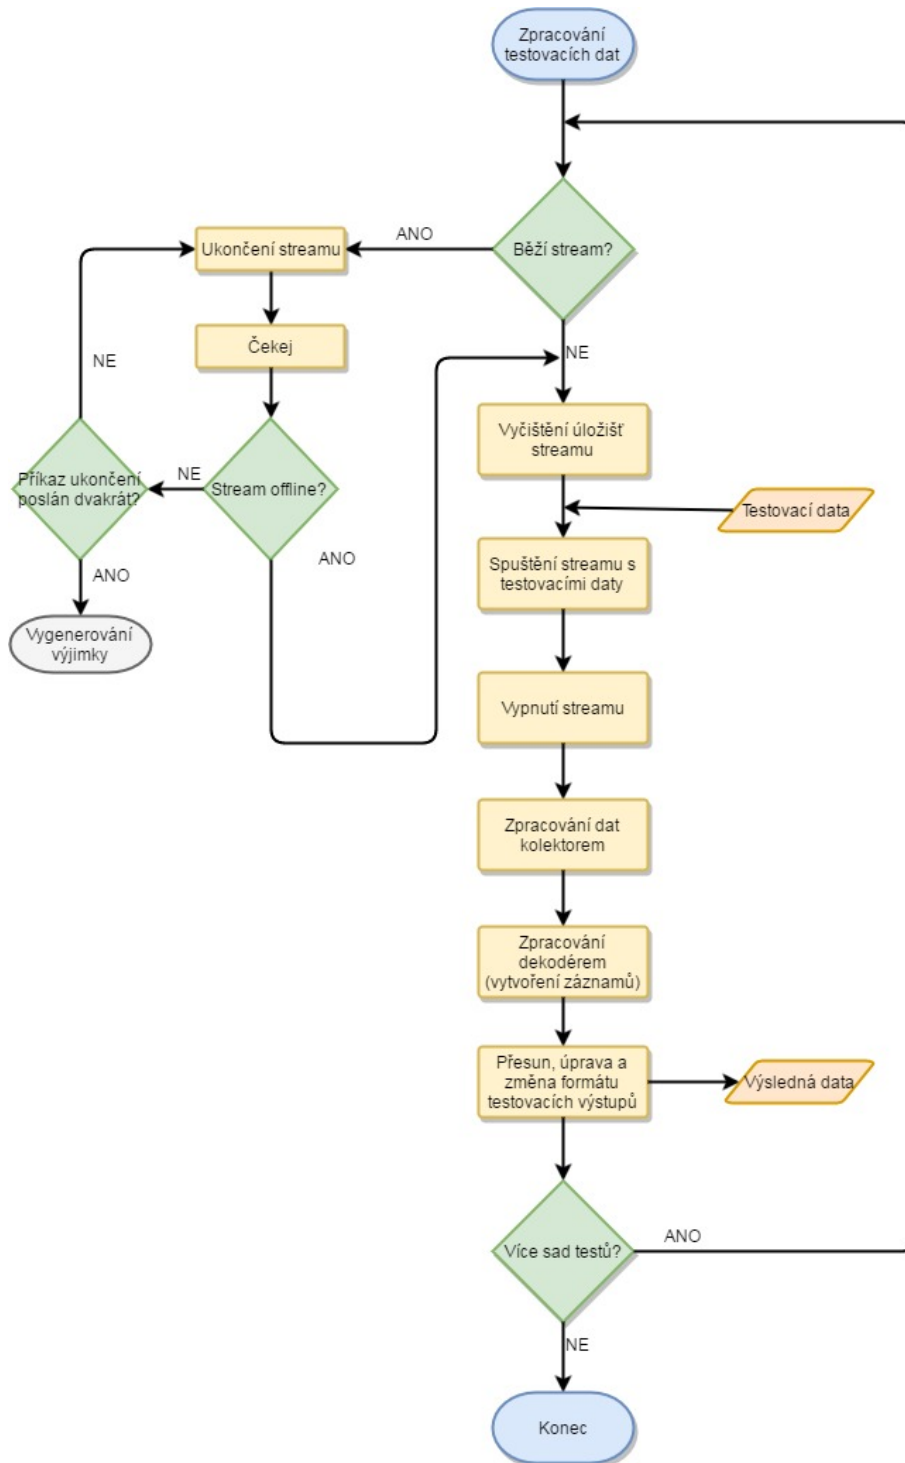 Zpracování
testovacích dat
Běží stream?
ANO
Ukončení streamu
Čekej
NE
NE
Vyčištění úložišť
streamu
Příkaz ukončení
poslán dvakrát?
NE
Stream offline?
Testovací data
ANO
ANO
Spuštění streamu s
testovacími daty
Vygenerování
výjimky
Vypnutí streamu
Zpracování dat
kolektorem
Zpracování
dekodérem
(vytvoření záznamů)
Přesun, úprava a
změna formátu
testovacích výstupů
Výsledná data
Více sad testů?
ANO
NE
Konec